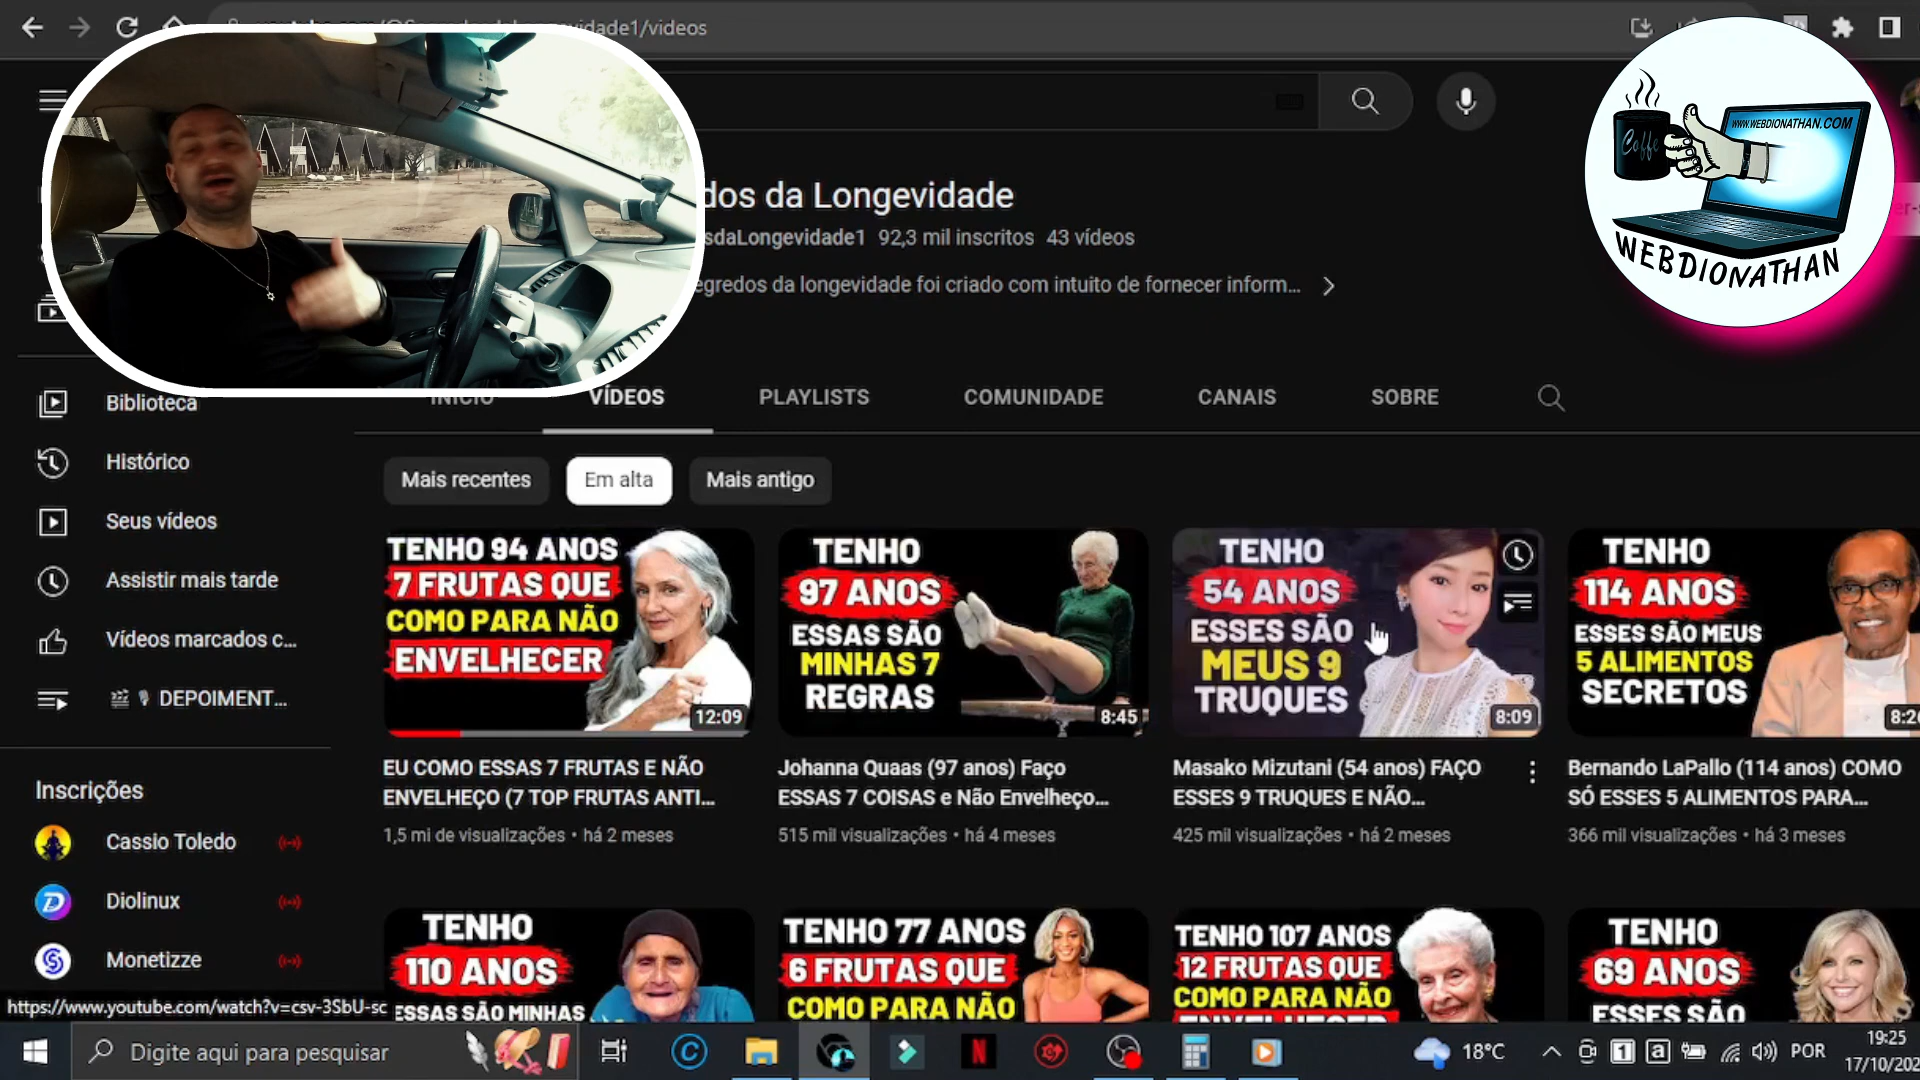 idade1/videos
dos da Longevidade
sdaLongevidade1 92,3 mil inscritos 43 vídeos
egredos da longevidade foi criado com intuito de fornecer inform...
WWW.WEBDIONATHAN.COM
Coffe
WEBDIONATHAN
INÍCIO VÍDEOS PLAYLISTS COMUNIDADE CANAIS SOBRE
Biblioteca
Histórico
Seus vídeos
Assistir mais tarde
Vídeos marcados c...
DEPOIMENT...
Inscrições
Cassio Toledo
Diolinux
Monetizze
Mais recentes Em alta Mais antigo
TENHO 94 ANOS
7 FRUTAS QUE
COMO PARA NÃO
ENVELHECER
12:09
EU COMO ESSAS 7 FRUTAS E NÃO
ENVELHEÇO (7 TOP FRUTAS ANTI...
1,5 mi de visualizações • há 2 meses
TENHO
97 ANOS
ESSAS SÃO
MINHAS 7
REGRAS
8:45
Johanna Quaas (97 anos) Faço
ESSAS 7 COISAS e Não Envelheço...
515 mil visualizações • há 4 meses
TENHO
54 ANOS
ESSES SÃO
MEUS 9
TRUQUES
8:09
Masako Mizutani (54 anos) FAÇO
ESSES 9 TRUQUES E NÃO...
425 mil visualizações • há 2 meses
TENHO
114 ANOS
ESSES SÃO MEUS
5 ALIMENTOS
SECRETOS
8:20
Bernando LaPallo (114 anos) COMO
SÓ ESSES 5 ALIMENTOS PARA...
366 mil visualizações • há 3 meses
TENHO
110 ANOS
ESSAS SÃO MINHAS
TENHO 77 ANOS
6 FRUTAS QUE
COMO PARA NÃO
TENHO 107 ANOS
12 FRUTAS QUE
COMO PARA NÃO
ENVELHECER
TENHO
69 ANOS
ESSES SÃO
https://www.youtube.com/watch?v=csv-3SbU-sc
Digite aqui para pesquisar
18°C
POR
19:25
17/10/202